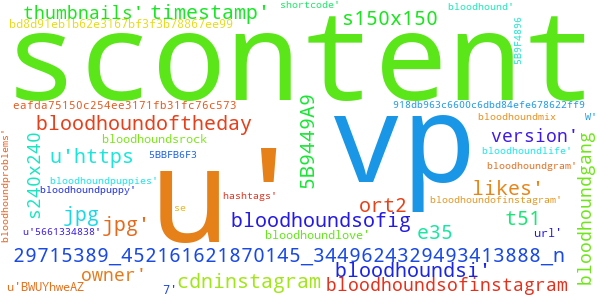 shortcode'
bloodhound'
thumbnails'
timestamp'
s150x150
bd8d91eb1b62e3167bf3f3b788b7ee99
5B9F4896
scontent
eafda75150c254ee3171fb31fc76c573
5B9449A9
918db963c6600c6dbd84efe678622ff9
bloodhoundoftheday
vp
bloodhoundmix
W'
bloodhoundproblems'
s240x240
bloodhoundsrock
version'
bloodhoundgang
u'https
5BBFB6F3
u'
bloodhoundlife'
bloodhoundgram'
bloodhoundpuppies'
bloodhoundpuppy'
hashtags'
likes'
bloodhoundofinstagram'
jpg
jpg'
se
ort2
t51
bloodhoundsofig
u'5661334838'
bloodhoundlove'
e35
url'
29715389_452161621870145_3449624329493413888_n
owner'
cdninstagram
bloodhoundsi'
u'BWUYhweAZ
7'
bloodhoundsofinstagram